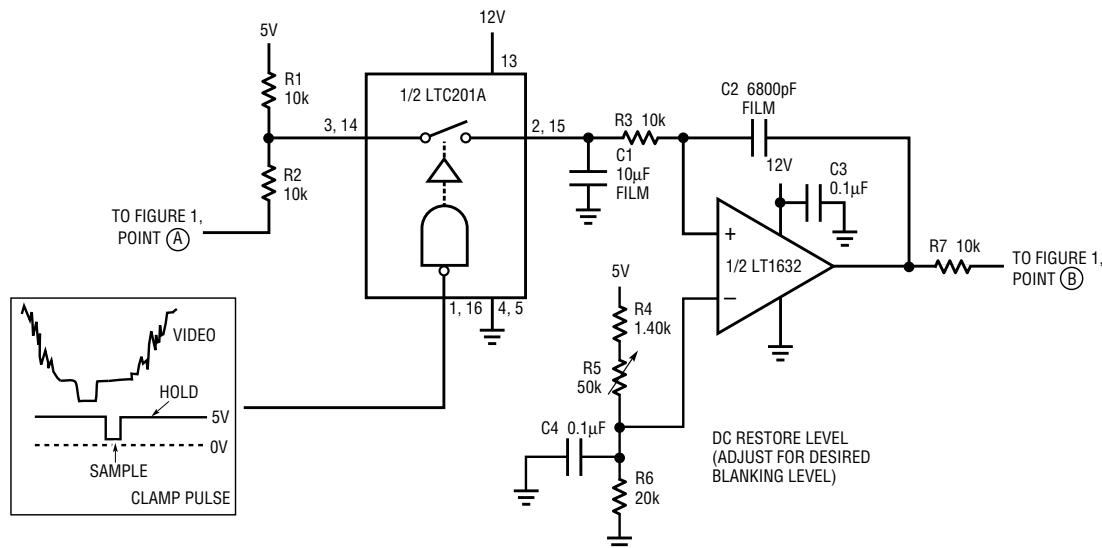 5V
12V
13
R1
10k
1/2 LTC201A
3, 14
2, 15
R2
10k
TO FIGURE 1,
POINT A
R3 10k
C1
10µF
FILM
C2 6800pF
FILM
12V
C3
0.1µF
+
1/2 LT1632
−
R7 10k
TO FIGURE 1,
POINT B
1, 16
4, 5
5V
R4
1.40k
R5
50k
C4 0.1µF
R6
20k
DC RESTORE LEVEL
(ADJUST FOR DESIRED
BLANKING LEVEL)
VIDEO
HOLD
5V
0V
SAMPLE
CLAMP PULSE